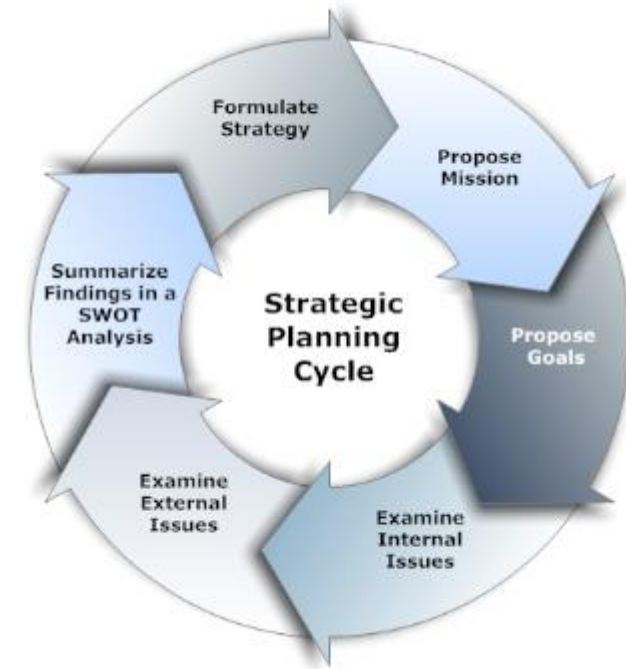 Formulate
Strategy
Propose
Mission
Strategic
Planning
Cycle
Propose
Goals
Examine
Internal
Issues
Examine
External
Issues
Summarize
Findings in a
SWOT
Analysis